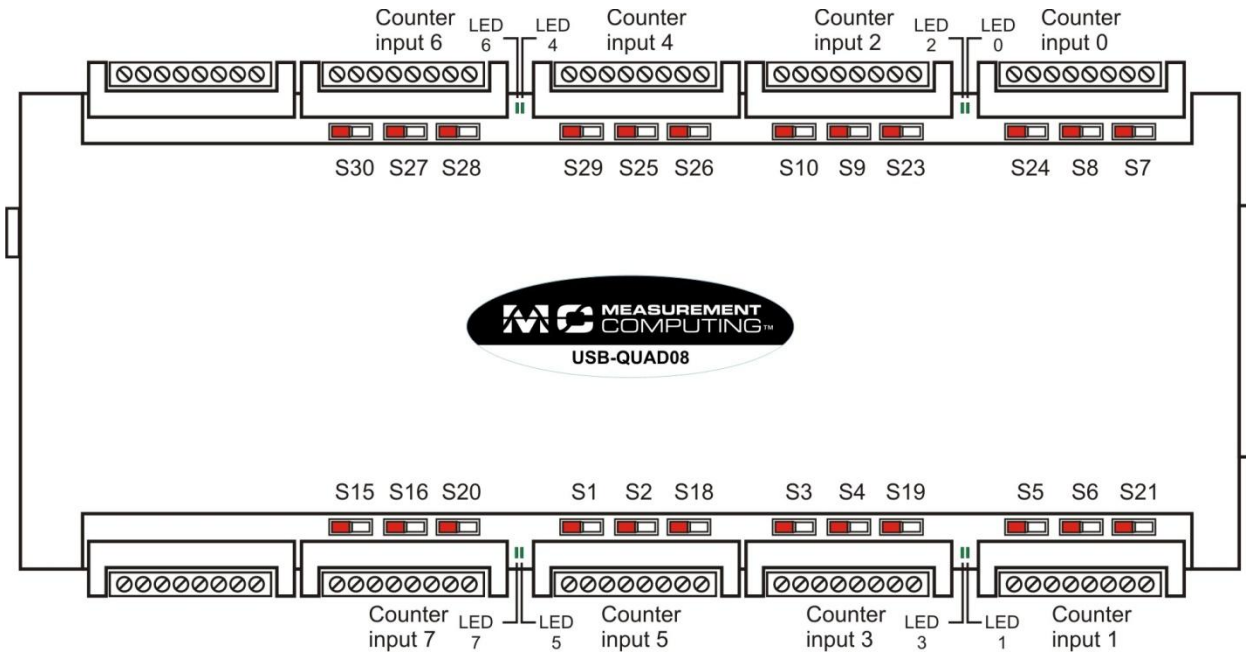 Counter
input 6
LED
6
LED
4
Counter
input 4
Counter
input 2
LED
2
LED
0
Counter
input 0
S30 S27 S28 S29 S25 S26 S10 S9 S23 S24 S8 S7
MC MEASUREMENT
COMPUTING™
USB-QUAD08
S15 S16 S20 S1 S2 S18 S3 S4 S19 S5 S6 S21
Counter
input 7
LED
7
LED
5
Counter
input 5
Counter
input 3
LED
3
LED
1
Counter
input 1